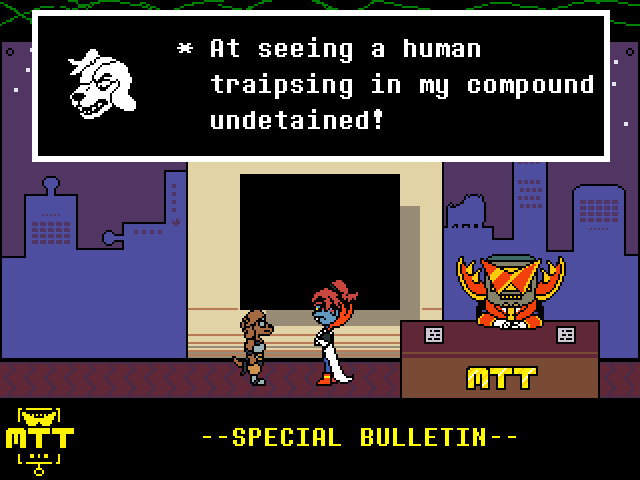 * At seeing a human
traipsing in my compound
undetained!
MTT
MTT
--SPECIAL BULLETIN--